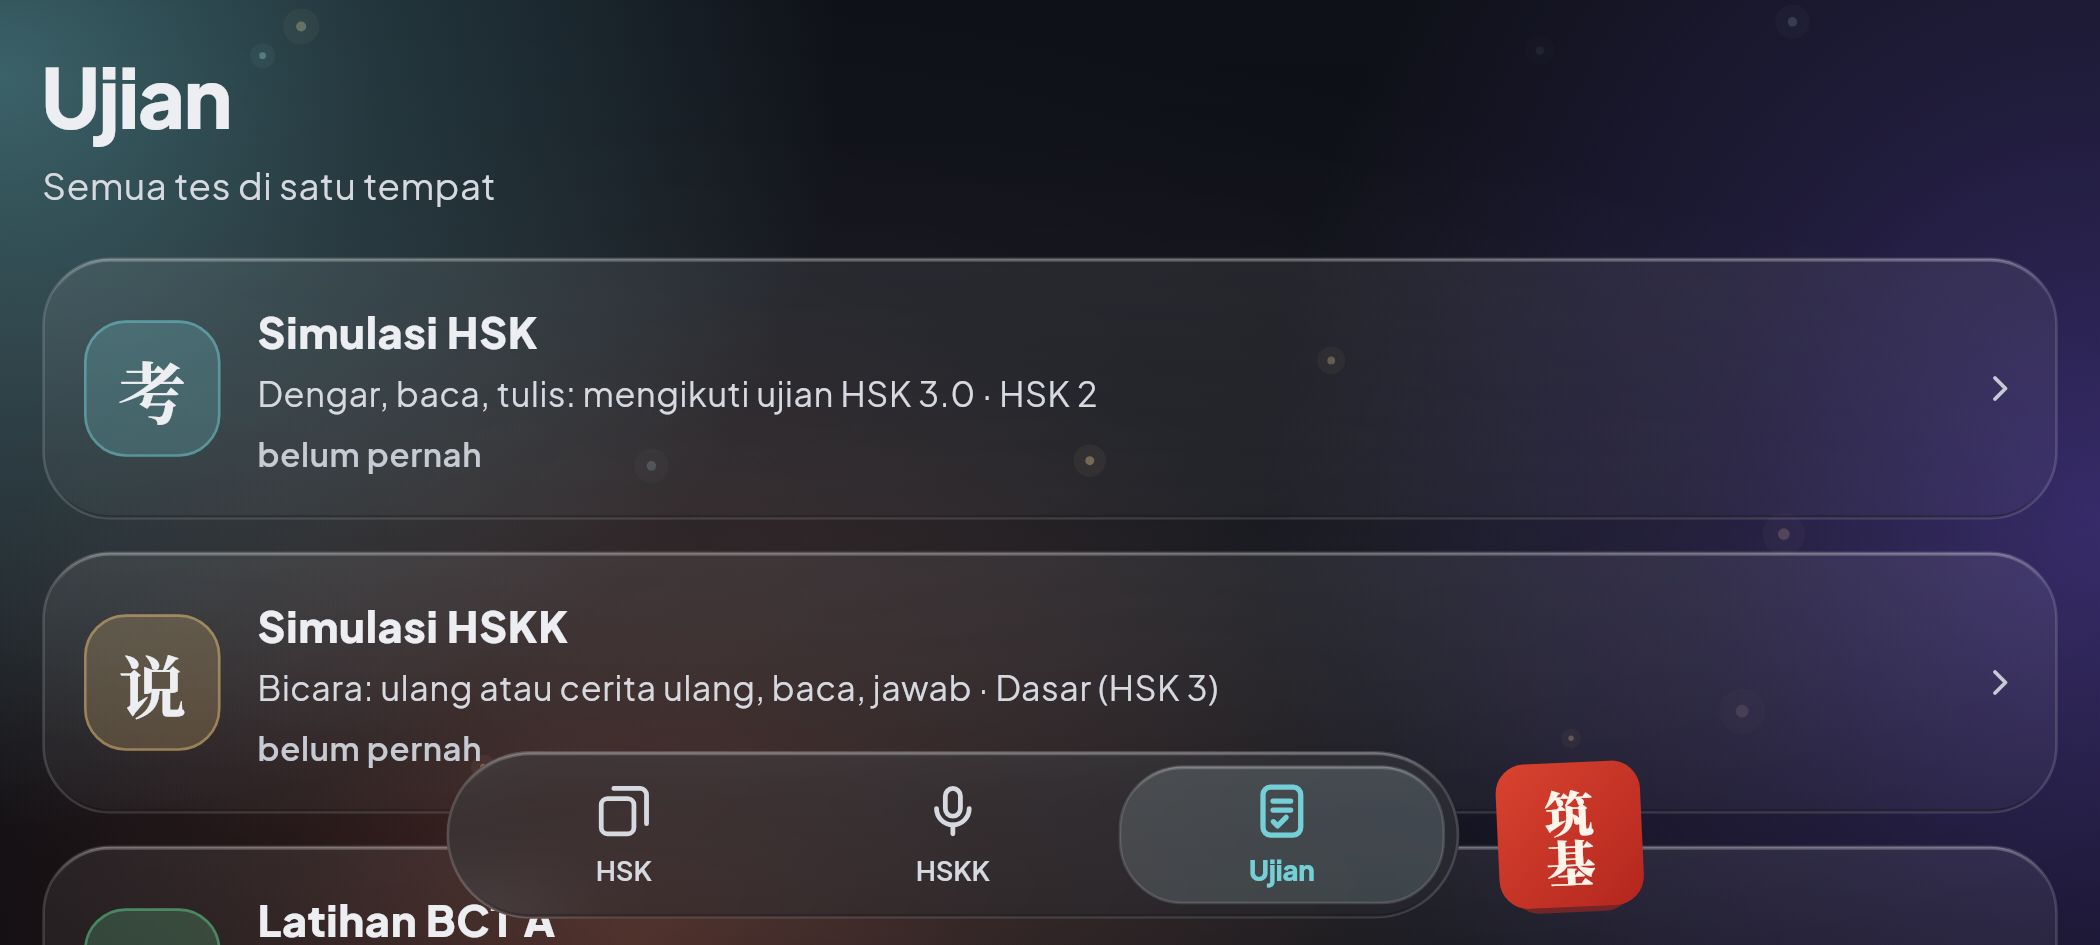 Ujian
Semua tes di satu tempat
考
Simulasi HSK
Dengar, baca, tulis: mengikuti ujian HSK 3.0 · HSK 2
belum pernah
说
Simulasi HSKK
Bicara: ulang atau cerita ulang, baca, jawab · Dasar (HSK 3)
belum pernah
Latihan BCT A
HSK
HSKK
Ujian
筑
基